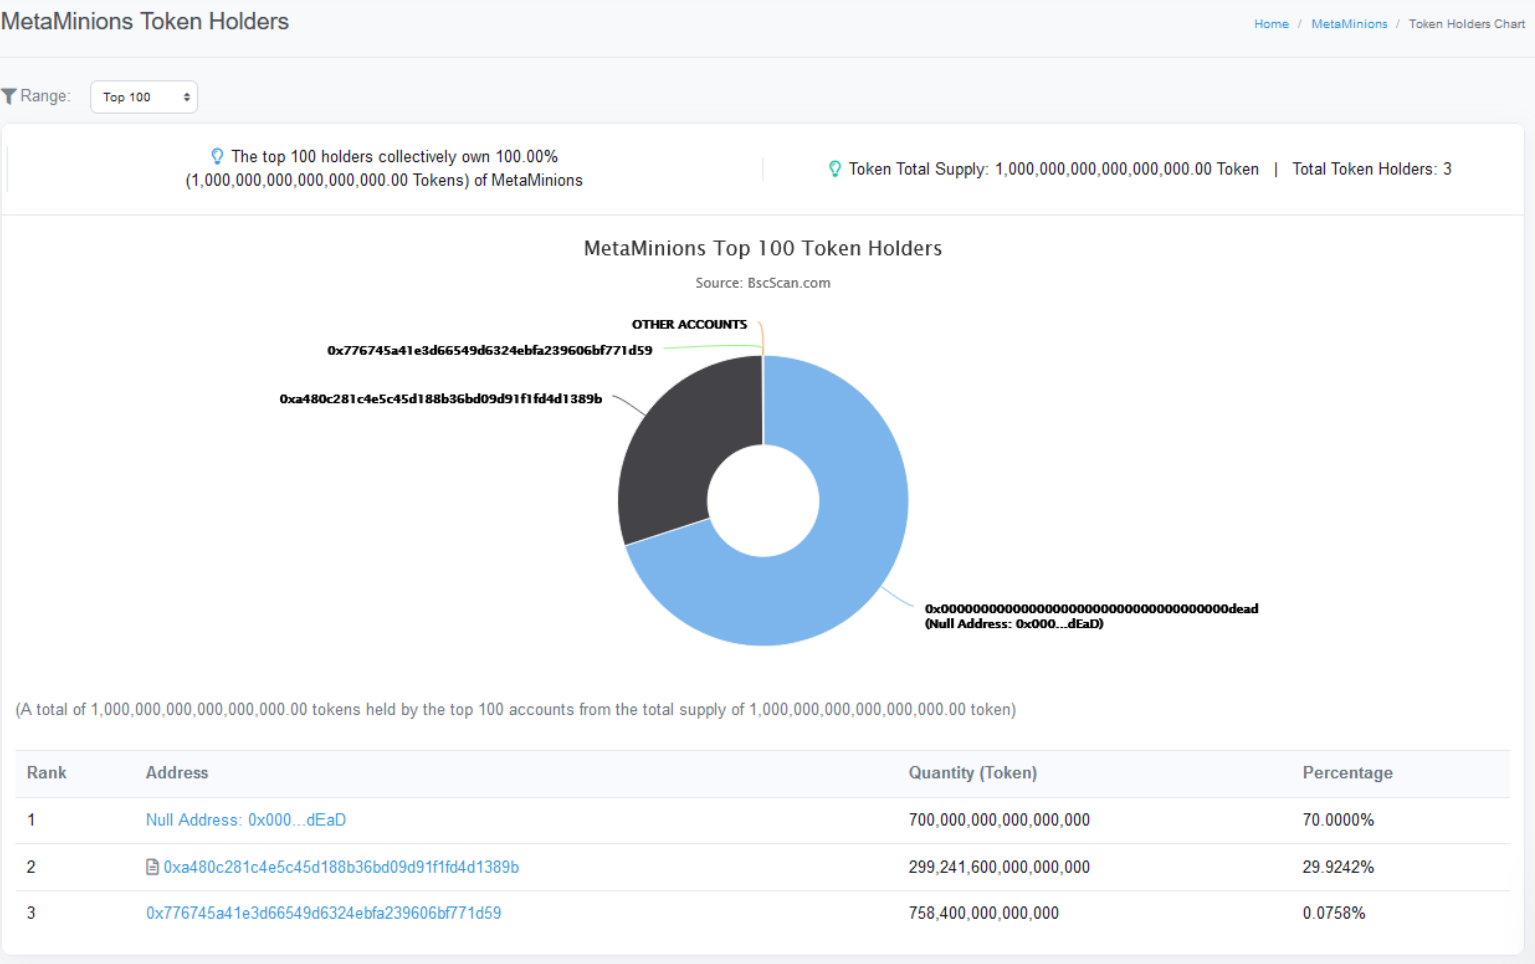 MetaMinions Token Holders
Home / MetaMinions / Token Holders Chart
Range: Top 100
The top 100 holders collectively own 100.00%
(1,000,000,000,000,000,000.00 Tokens) of MetaMinions
Token Total Supply: 1,000,000,000,000,000,000.00 Token | Total Token Holders: 3
MetaMinions Top 100 Token Holders
Source: BscScan.com
OTHER ACCOUNTS
0x776745a41e3d66549d6324ebfa239606bf771d59
0xa480c281c4e5c45d188b36bd09d91f1fd4d1389b
0x000000000000000000000000000000000000dead
(Null Address: 0x000...dEaD)
(A total of 1,000,000,000,000,000,000.00 tokens held by the top 100 accounts from the total supply of 1,000,000,000,000,000,000.00 token)
Rank Address Quantity (Token) Percentage
1 Null Address: 0x000...dEaD 700,000,000,000,000,000 70.0000%
2 0xa480c281c4e5c45d188b36bd09d91f1fd4d1389b 299,241,600,000,000,000 29.9242%
3 0x776745a41e3d66549d6324ebfa239606bf771d59 758,400,000,000,000 0.0758%